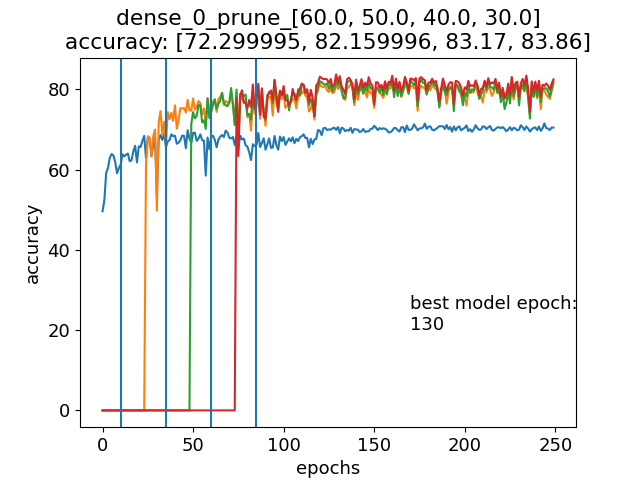 dense_0_prune_[60.0, 50.0, 40.0, 30.0]
accuracy: [72.299995, 82.159996, 83.17, 83.86]
80
60
40
20
0
accuracy
best model epoch:
130
0 50 100 150 200 250
epochs